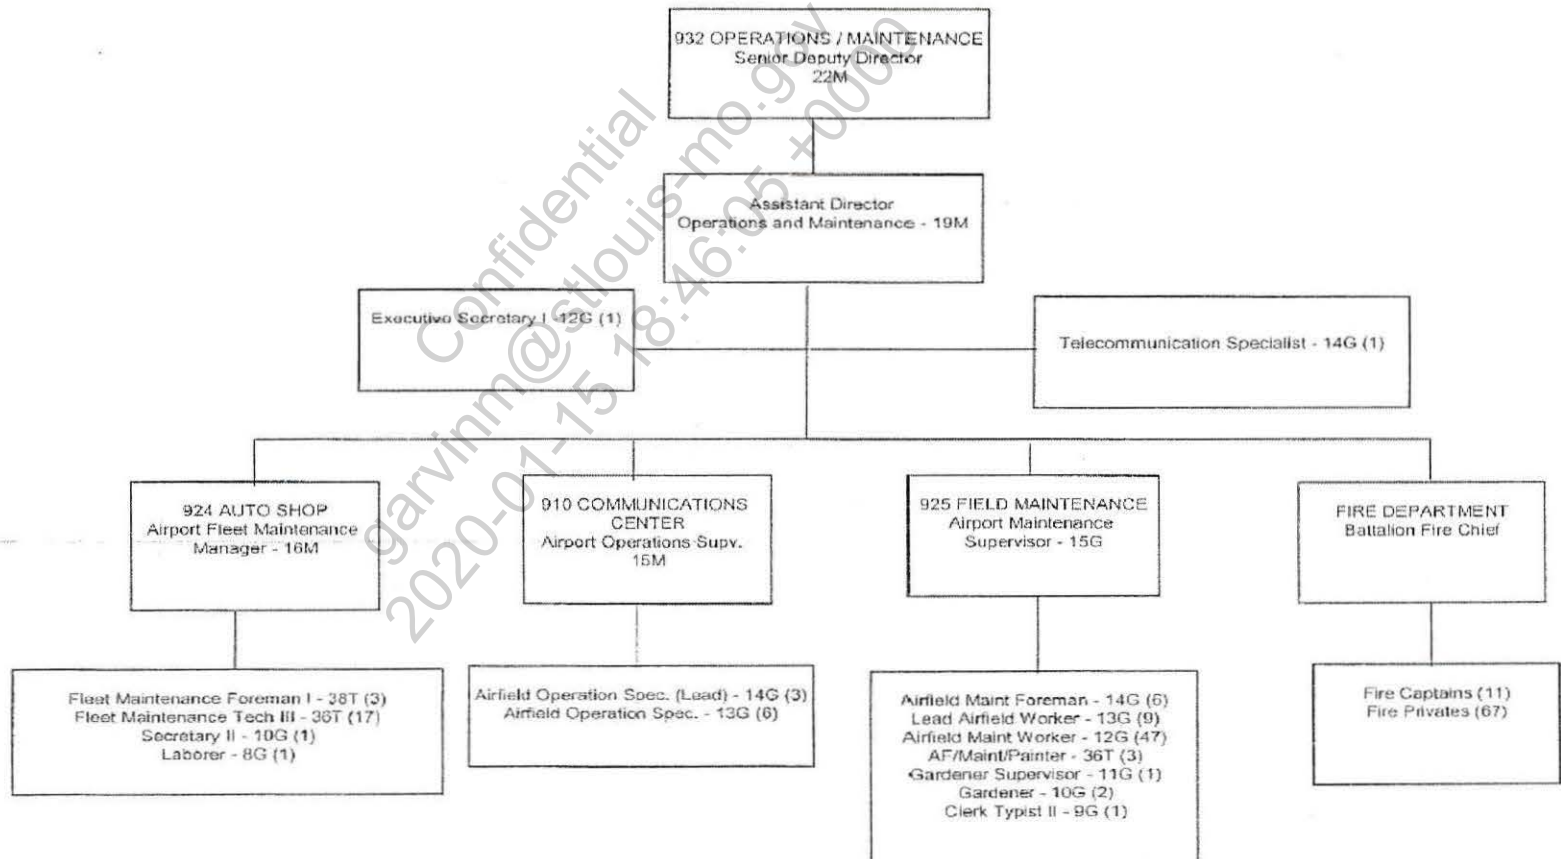 932 OPERATIONS / MAINTENANCE
Senior Deputy Director
22M
Assistant Director
Operations and Maintenance - 19M
Executive Secretary I -12G (1)
Telecommunication Specialist - 14G (1)
924 AUTO SHOP
Airport Fleet Maintenance
Manager - 16M
910 COMMUNICATIONS
CENTER
Airport Operations Supv.
15M
925 FIELD MAINTENANCE
Airport Maintenance
Supervisor - 15G
FIRE DEPARTMENT
Battalion Fire Chief
Fleet Maintenance Foreman I - 38T (3)
Fleet Maintenance Tech III - 36T (17)
Secretary II - 10G (1)
Laborer - 8G (1)
Airfield Operation Spec. (Lead) - 14G (3)
Airfield Operation Spec. - 13G (6)
Airfield Maint Foreman - 14G (6)
Lead Airfield Worker - 13G (9)
Airfield Maint Worker - 12G (47)
AF/Maint/Painter - 36T (3)
Gardener Supervisor - 11G (1)
Gardener - 10G (2)
Clerk Typist II - 9G (1)
Fire Captains (11)
Fire Privates (67)
Confidential
garvinm@stlouis-mo.gov
2020-01-15 18:46:05 +0000